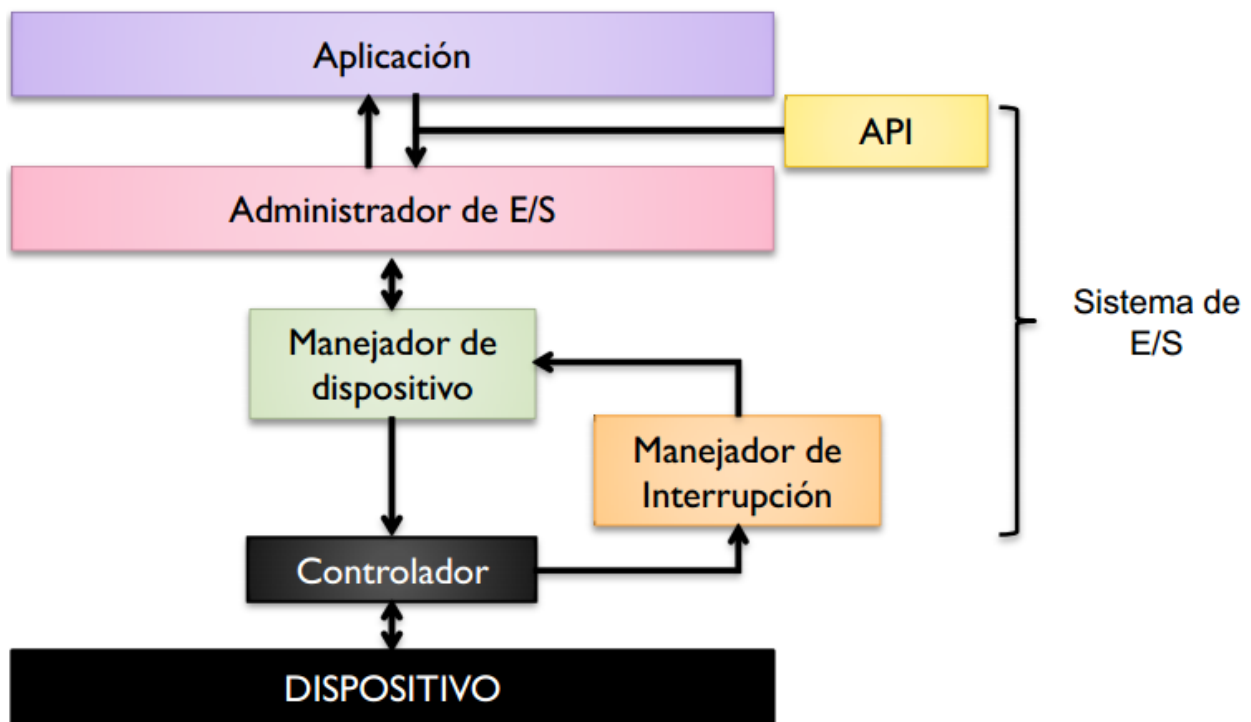 Aplicación
API
Administrador de E/S
Sistema de
E/S
Manejador de
dispositivo
Manejador de
Interrupción
Controlador
DISPOSITIVO